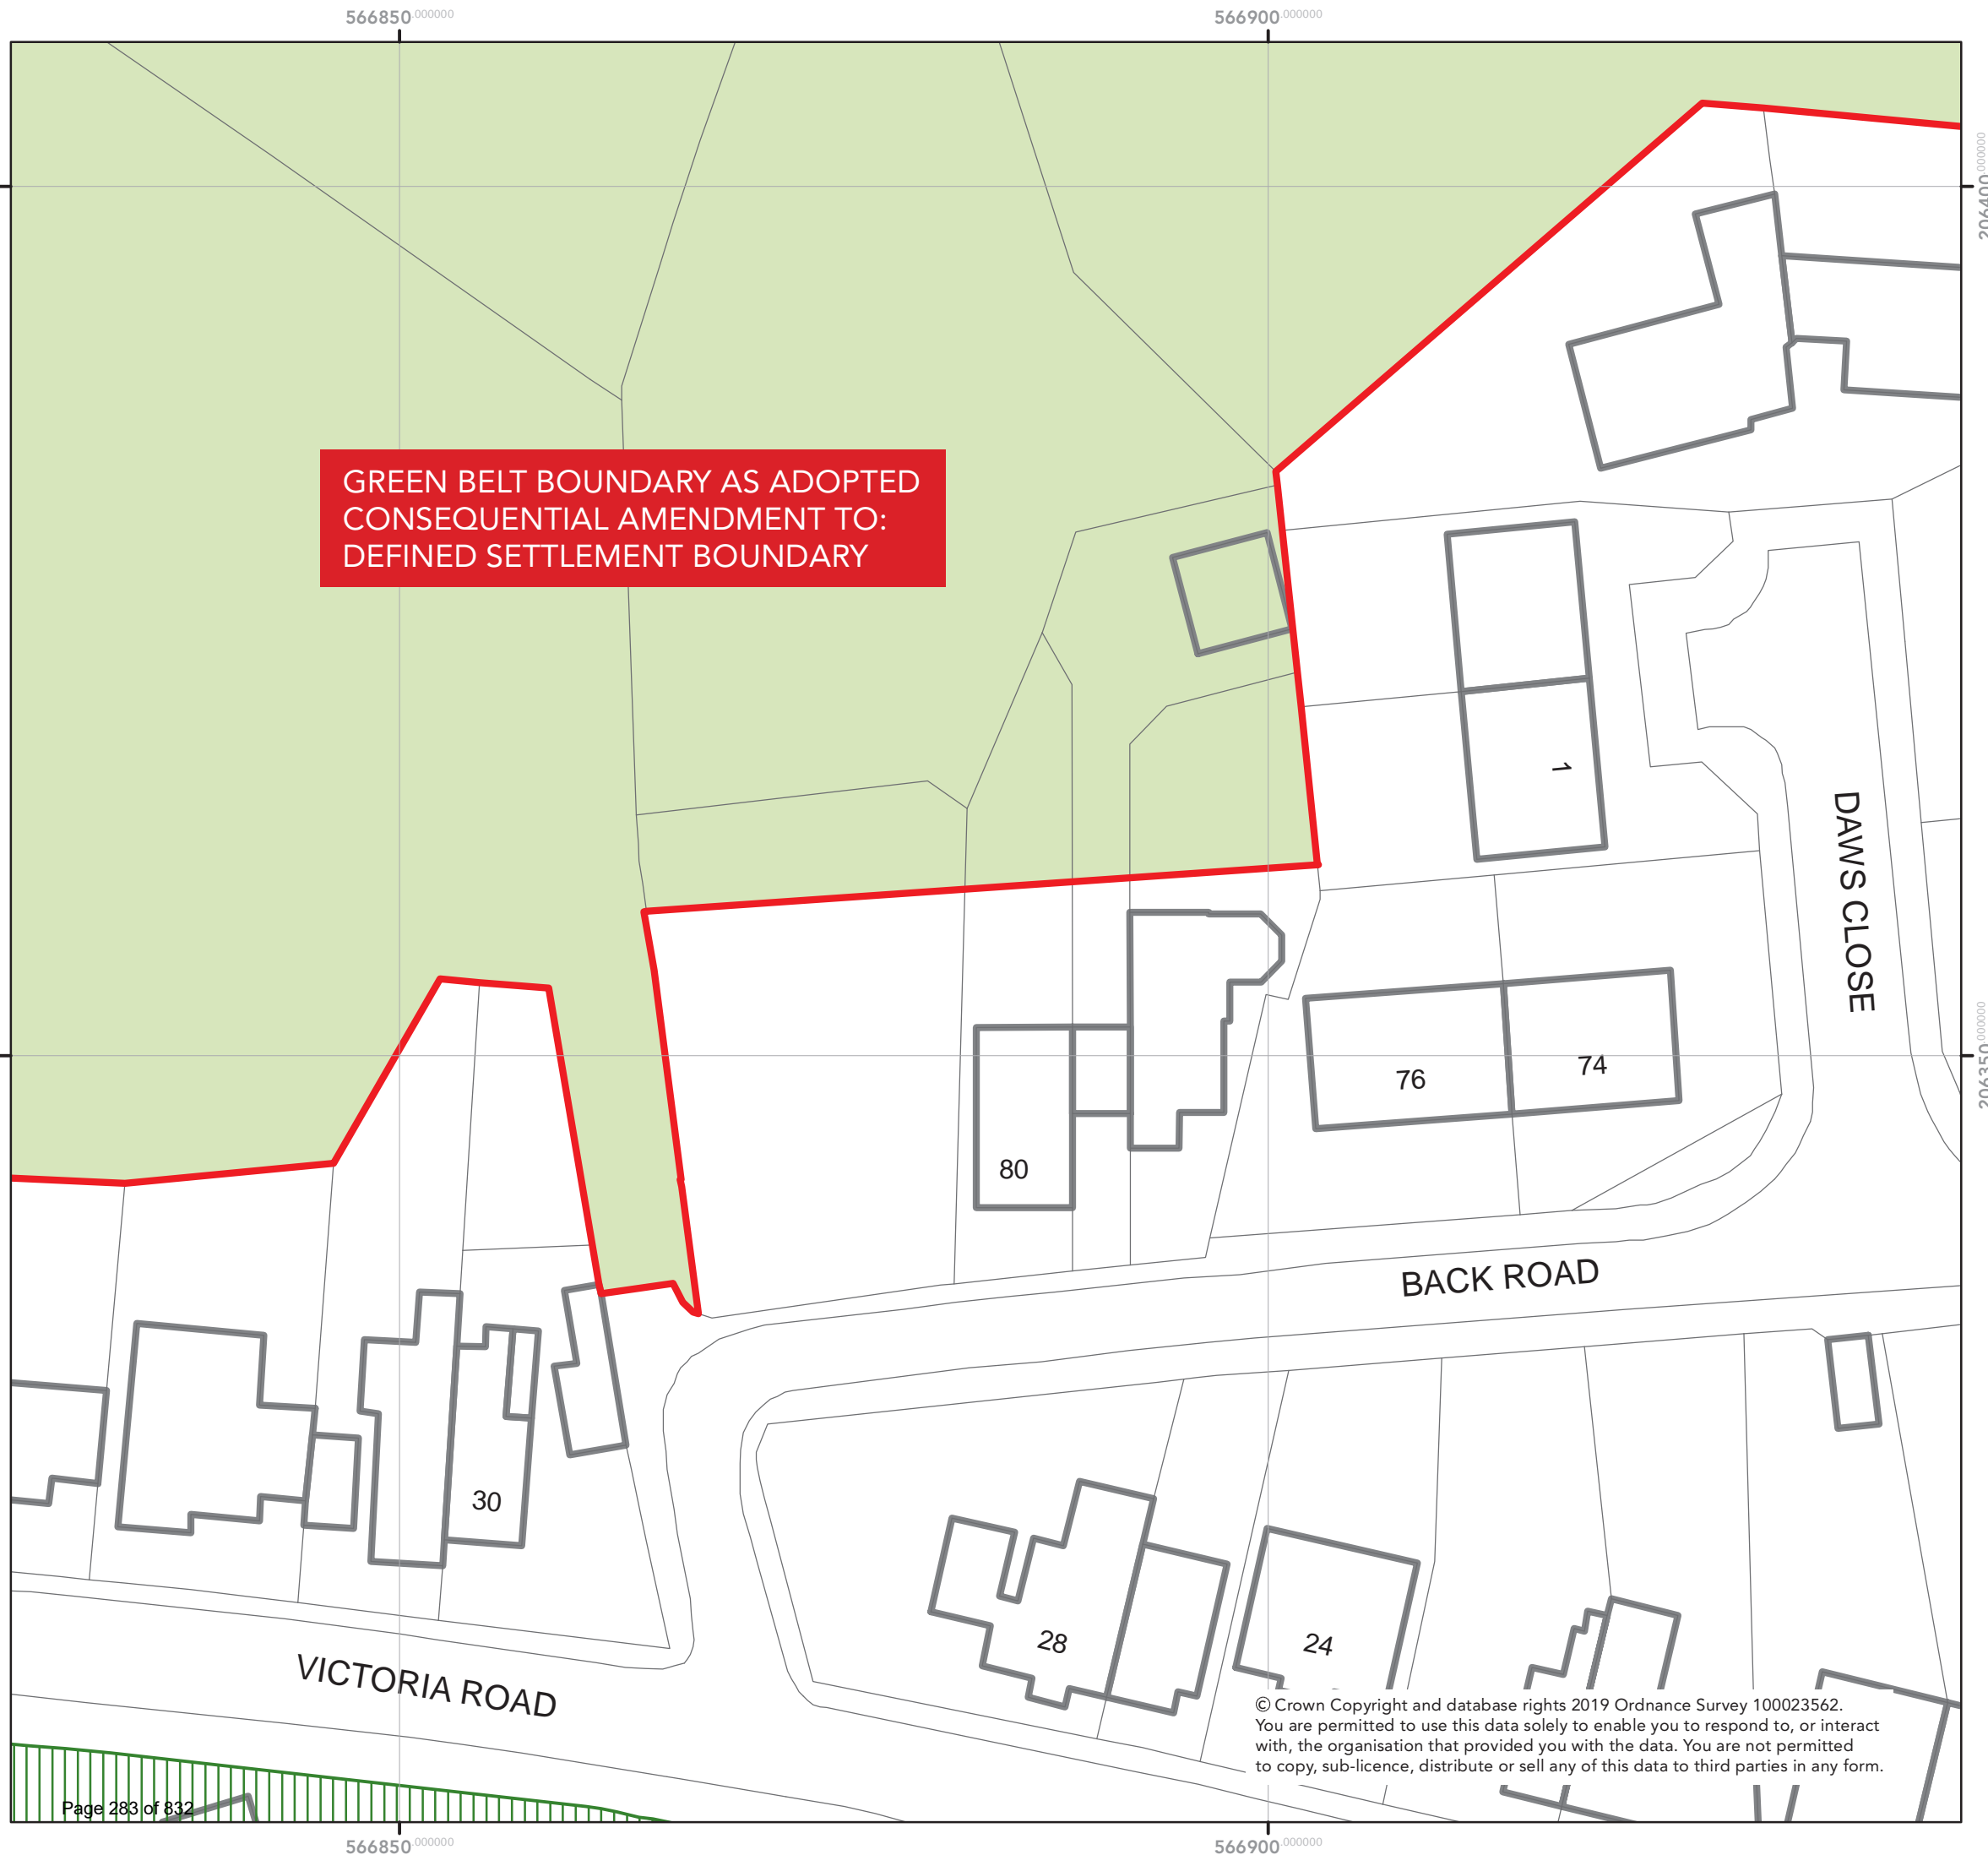 566850.000000
566900.000000
206400.000000
GREEN BELT BOUNDARY AS ADOPTED
CONSEQUENTIAL AMENDMENT TO:
DEFINED SETTLEMENT BOUNDARY
1
DAWS CLOSE
206350.000000
76
74
80
BACK ROAD
30
28
24
VICTORIA ROAD
© Crown Copyright and database rights 2019 Ordnance Survey 100023562.
You are permitted to use this data solely to enable you to respond to, or interact
with, the organisation that provided you with the data. You are not permitted
to copy, sub-licence, distribute or sell any of this data to third parties in any form.
Page 283 of 832
566850.000000
566900.000000